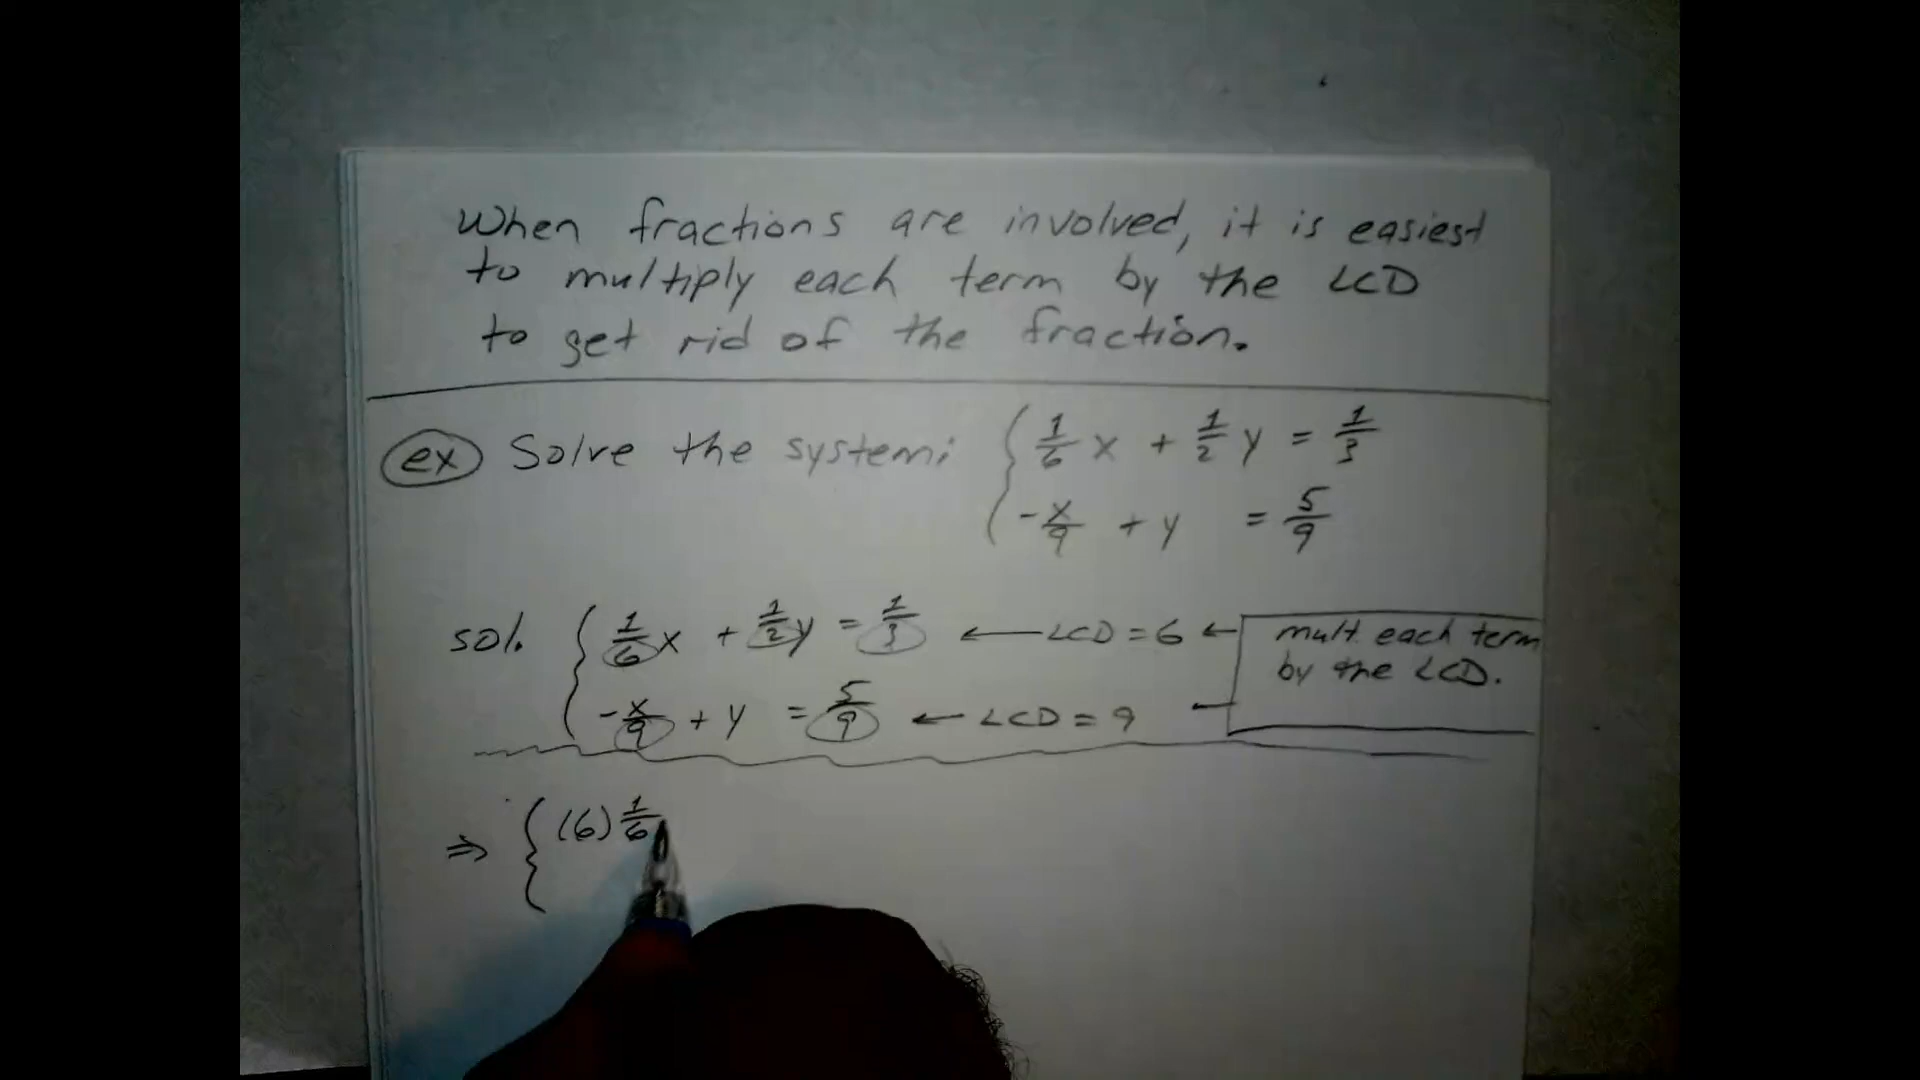 When fractions are involved, it is easiest
to multiply each term by the LCD
to get rid of the fraction.
ex Solve the system: { 1/6 x + 1/2 y = 1/3
-x/9 + y = 5/9
sol. { 1/6 x + 1/2 y = 1/3 ← LCD = 6 ← mult. each term
by the LCD.
-x/9 + y = 5/9 ← LCD = 9 ←
⇒ { (6) 1/6